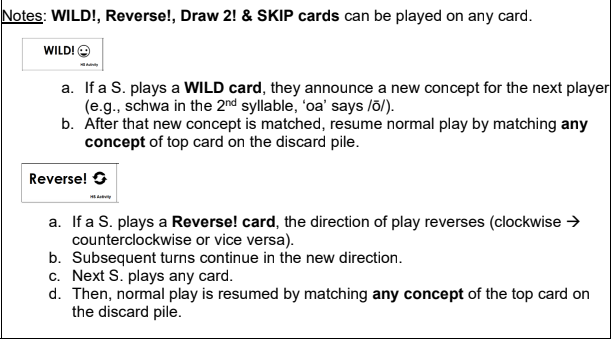 Notes: WILD!, Reverse!, Draw 2! & SKIP cards can be played on any card.
WILD! ☺
HS Activity
a. If a S. plays a WILD card, they announce a new concept for the next player
(e.g., schwa in the 2nd syllable, ‘oa’ says /ō/).
b. After that new concept is matched, resume normal play by matching any
concept of top card on the discard pile.
Reverse!
HS Activity
a. If a S. plays a Reverse! card, the direction of play reverses (clockwise →
counterclockwise or vice versa).
b. Subsequent turns continue in the new direction.
c. Next S. plays any card.
d. Then, normal play is resumed by matching any concept of the top card on
the discard pile.